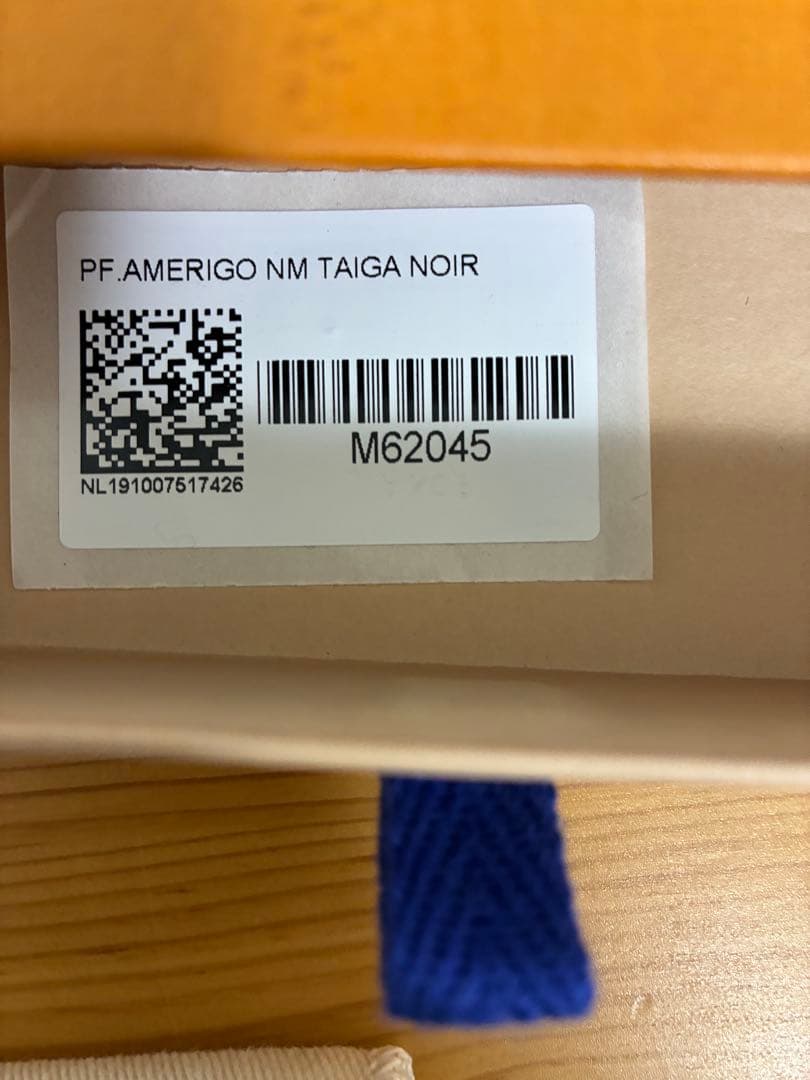 PF.AMERIGO NM TAIGA NOIR
M62045
NL191007517426